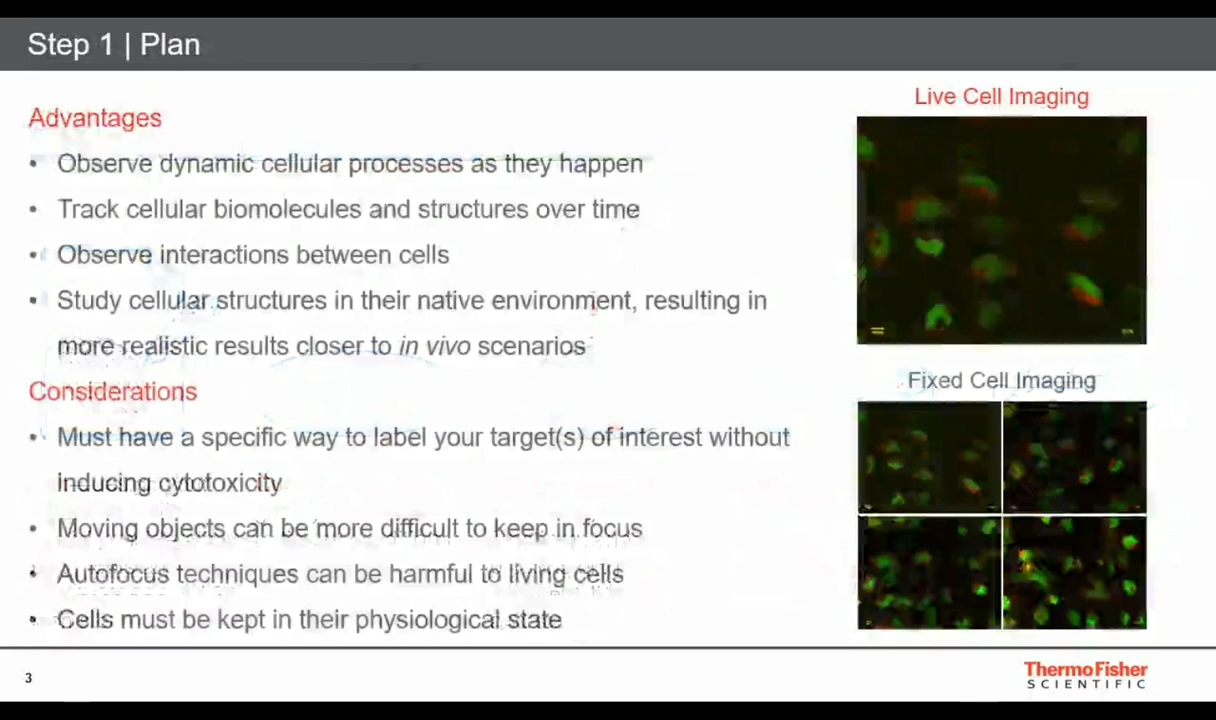 Step 1 | Plan
Advantages
• Observe dynamic cellular processes as they happen
• Track cellular biomolecules and structures over time
• Observe interactions between cells
• Study cellular structures in their native environment, resulting in
more realistic results closer to in vivo scenarios
Considerations
• Must have a specific way to label your target(s) of interest without
inducing cytotoxicity
• Moving objects can be more difficult to keep in focus
• Autofocus techniques can be harmful to living cells
• Cells must be kept in their physiological state
Live Cell Imaging
Fixed Cell Imaging
3
ThermoFisher
SCIENTIFIC